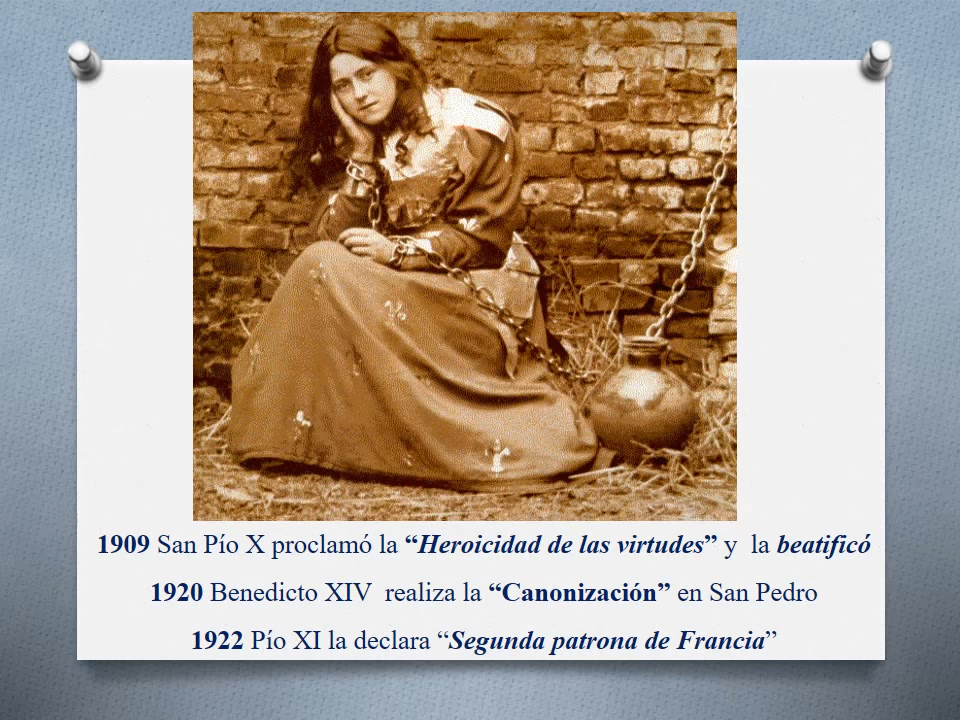 1909 San Pío X proclamó la “Heroicidad de las virtudes” y la beatificó
1920 Benedicto XIV realiza la “Canonización” en San Pedro
1922 Pío XI la declara “Segunda patrona de Francia”